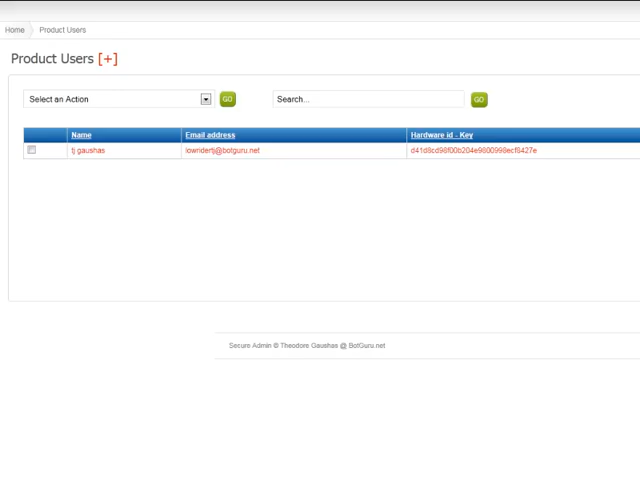 Home Product Users
Product Users [+]
Select an Action GO Search... GO
Name Email address Hardware id - Key
tj gaushas lowridertj@botguru.net d41d8cd98f00b204e9800998ecf8427e
Secure Admin © Theodore Gaushas @ BotGuru.net